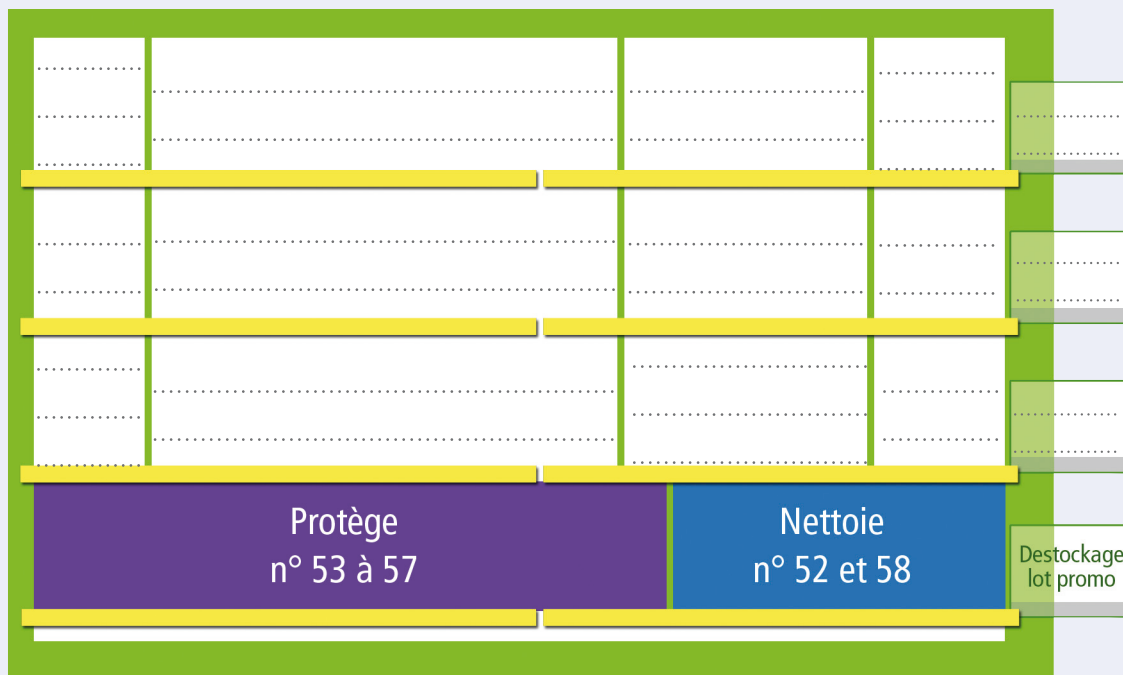 Protège
n° 53 à 57
Nettoie
n° 52 et 58
Destockage
lot promo